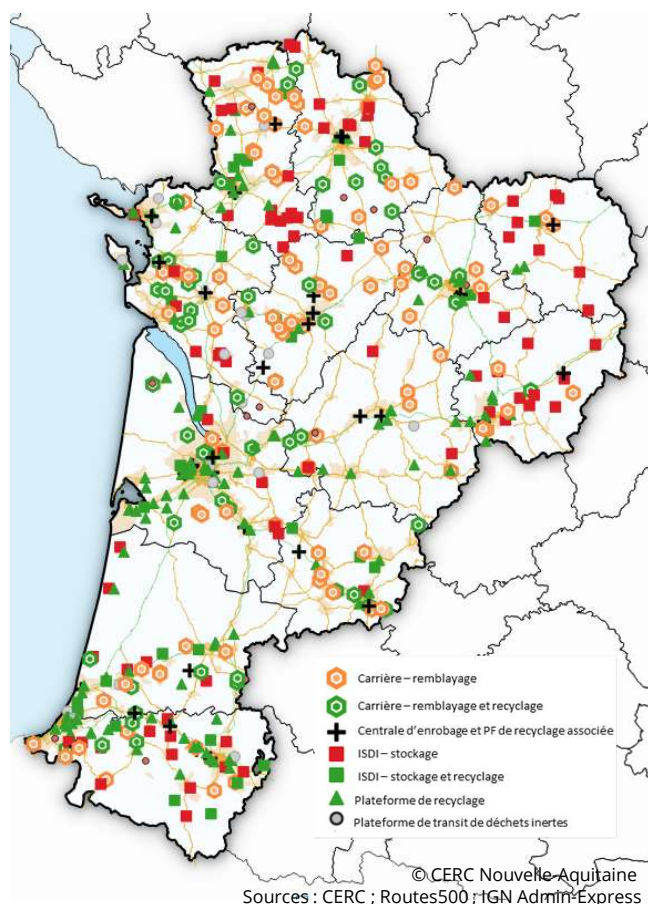 Carrière – remblayage
Carrière – remblayage et recyclage
Centrale d'enrobage et PF de recyclage associée
ISDI – stockage
ISDI – stockage et recyclage
Plateforme de recyclage
Plateforme de transit de déchets inertes
© CERC Nouvelle-Aquitaine
Sources : CERC ; Routes500 ; IGN Admin-Express